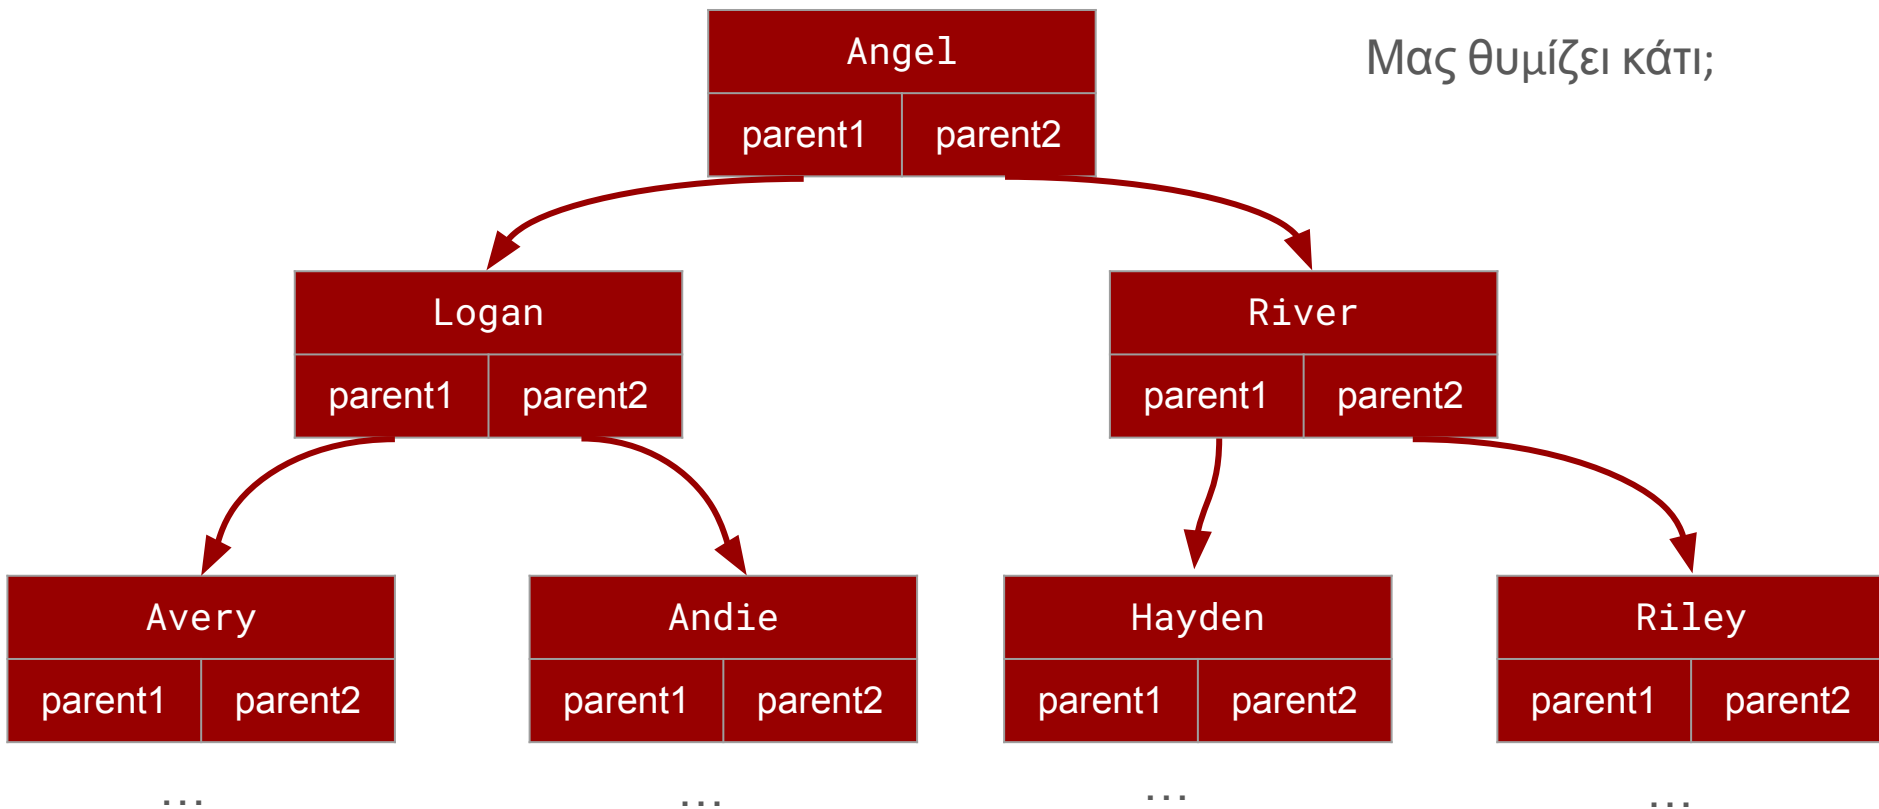 Angel
Μας θυμίζει κάτι;
parent1 parent2
Logan River
parent1 parent2 parent1 parent2
Avery Andie Hayden Riley
parent1 parent2 parent1 parent2 parent1 parent2 parent1 parent2
... ... ... ...